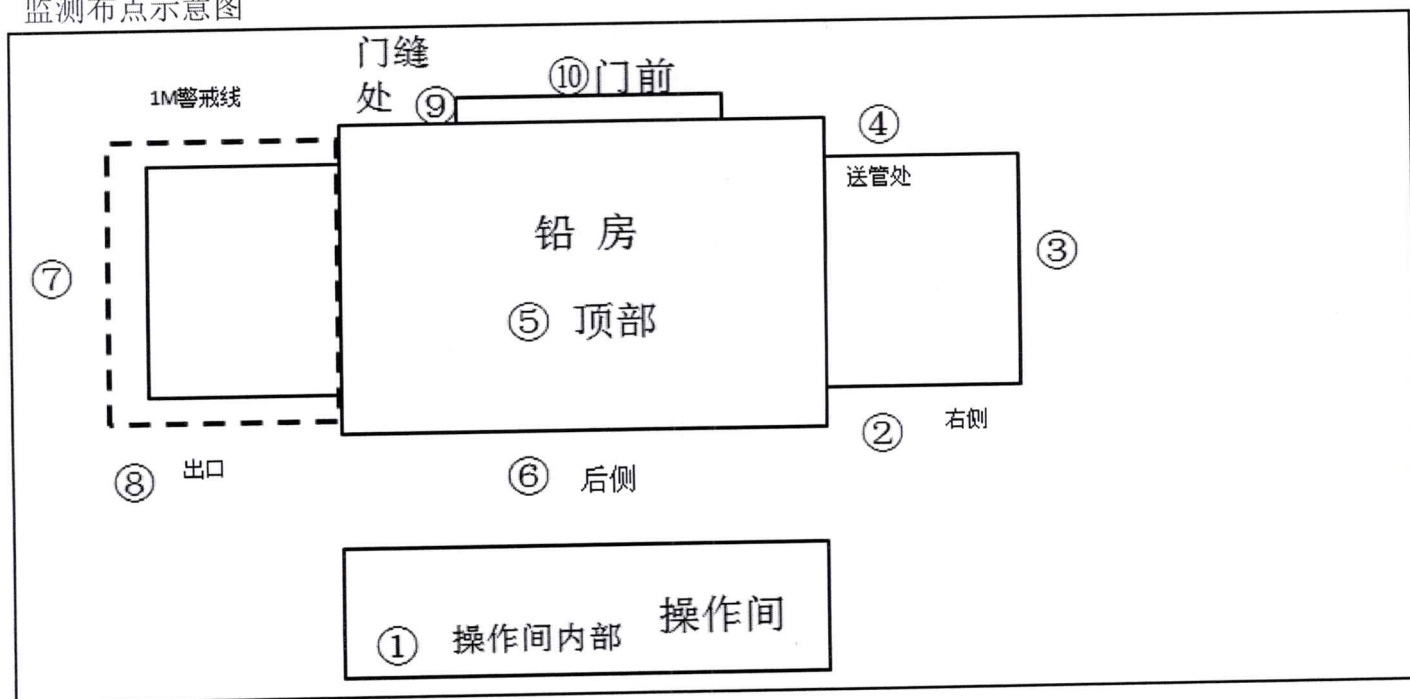 监测布点示意图
门缝
处 ⑨
⑩门前
1M警戒线
④
送管处
铅 房
③
⑦
⑤ 顶部
② 右侧
⑧ 出口
⑥ 后侧
操作间
① 操作间内部